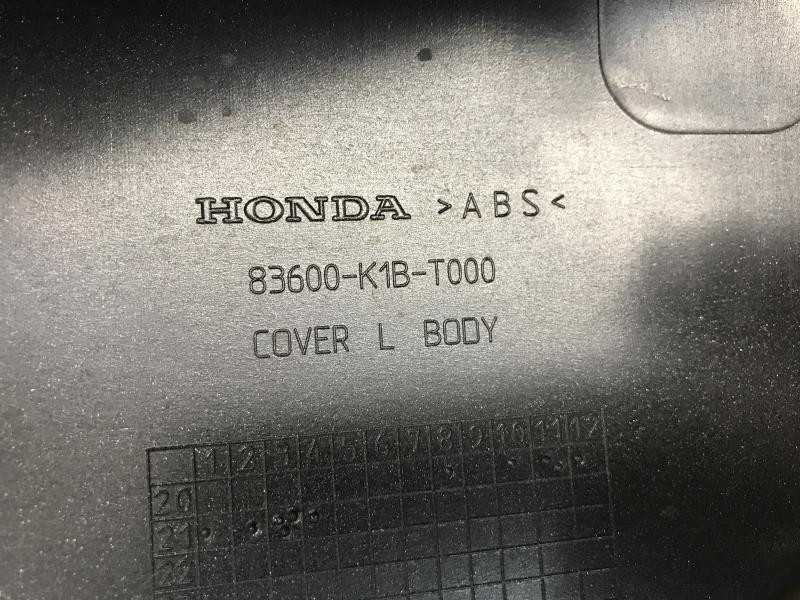 HONDA >ABS<
83600-K1B-T000
COVER L BODY
1 2 3 4 5 6 7 8 9 10 11 12
20
21
22